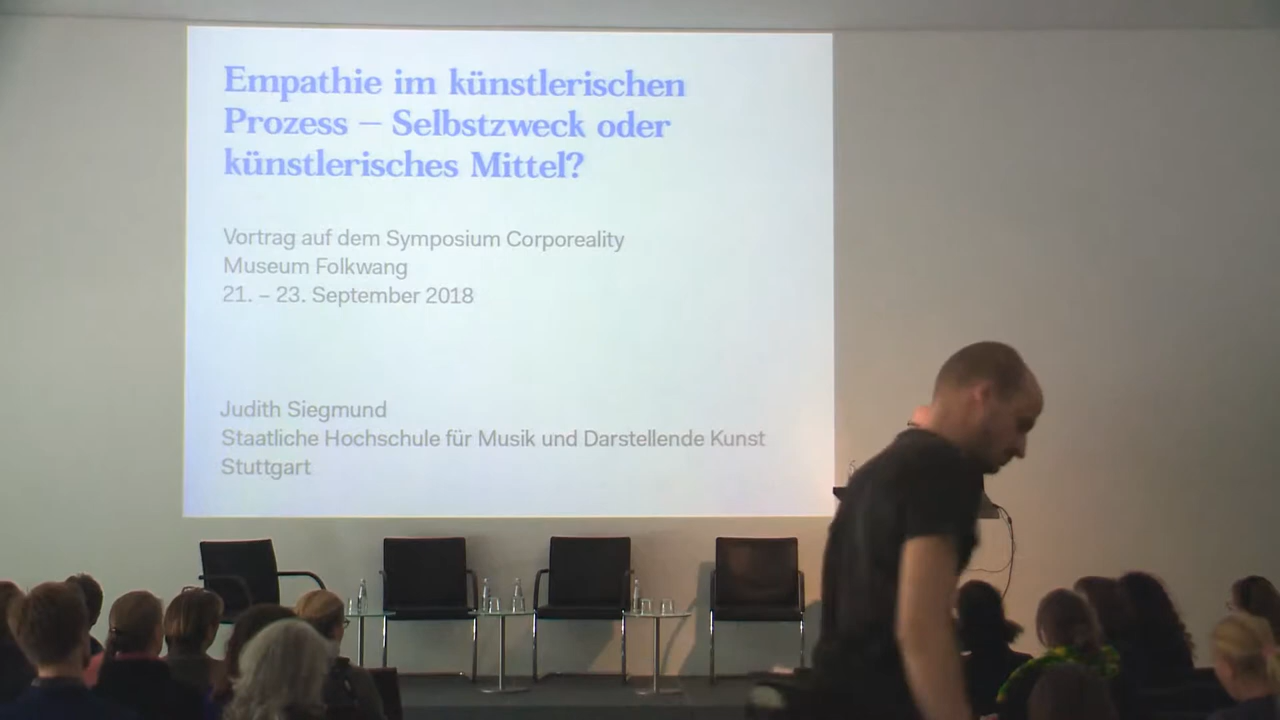 Empathie im künstlerischen
Prozess – Selbstzweck oder
künstlerisches Mittel?
Vortrag auf dem Symposium Corporeality
Museum Folkwang
21. – 23. September 2018
Judith Siegmund
Staatliche Hochschule für Musik und Darstellende Kunst
Stuttgart